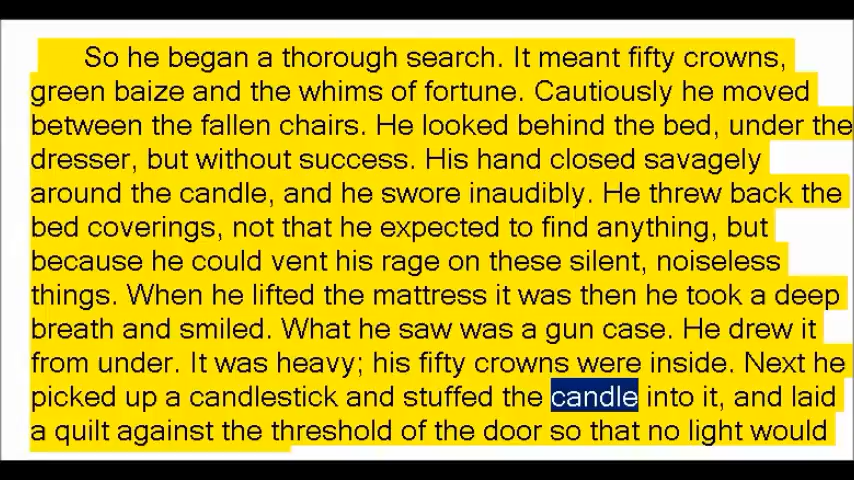 So he began a thorough search. It meant fifty crowns,
green baize and the whims of fortune. Cautiously he moved
between the fallen chairs. He looked behind the bed, under the
dresser, but without success. His hand closed savagely
around the candle, and he swore inaudibly. He threw back the
bed coverings, not that he expected to find anything, but
because he could vent his rage on these silent, noiseless
things. When he lifted the mattress it was then he took a deep
breath and smiled. What he saw was a gun case. He drew it
from under. It was heavy; his fifty crowns were inside. Next he
picked up a candlestick and stuffed the candle into it, and laid
a quilt against the threshold of the door so that no light would